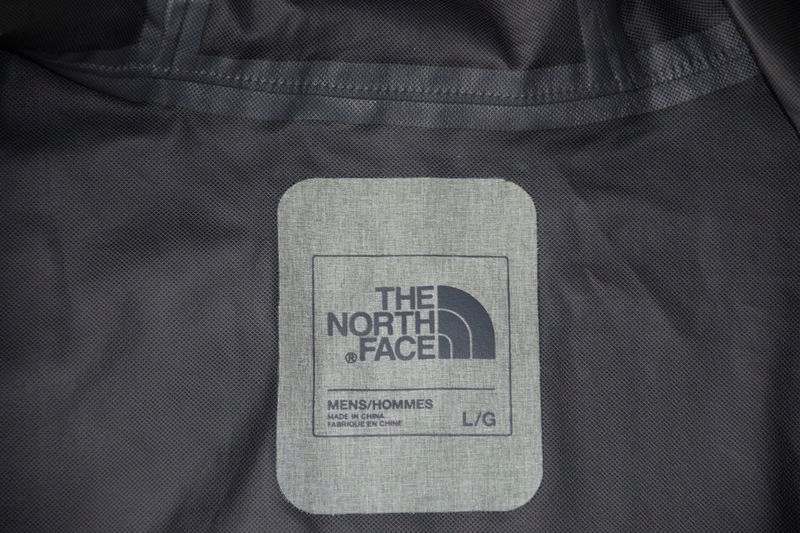 THE
NORTH
®FACE
MENS/HOMMES
MADE IN CHINA
FABRIQUE EN CHINE
L/G